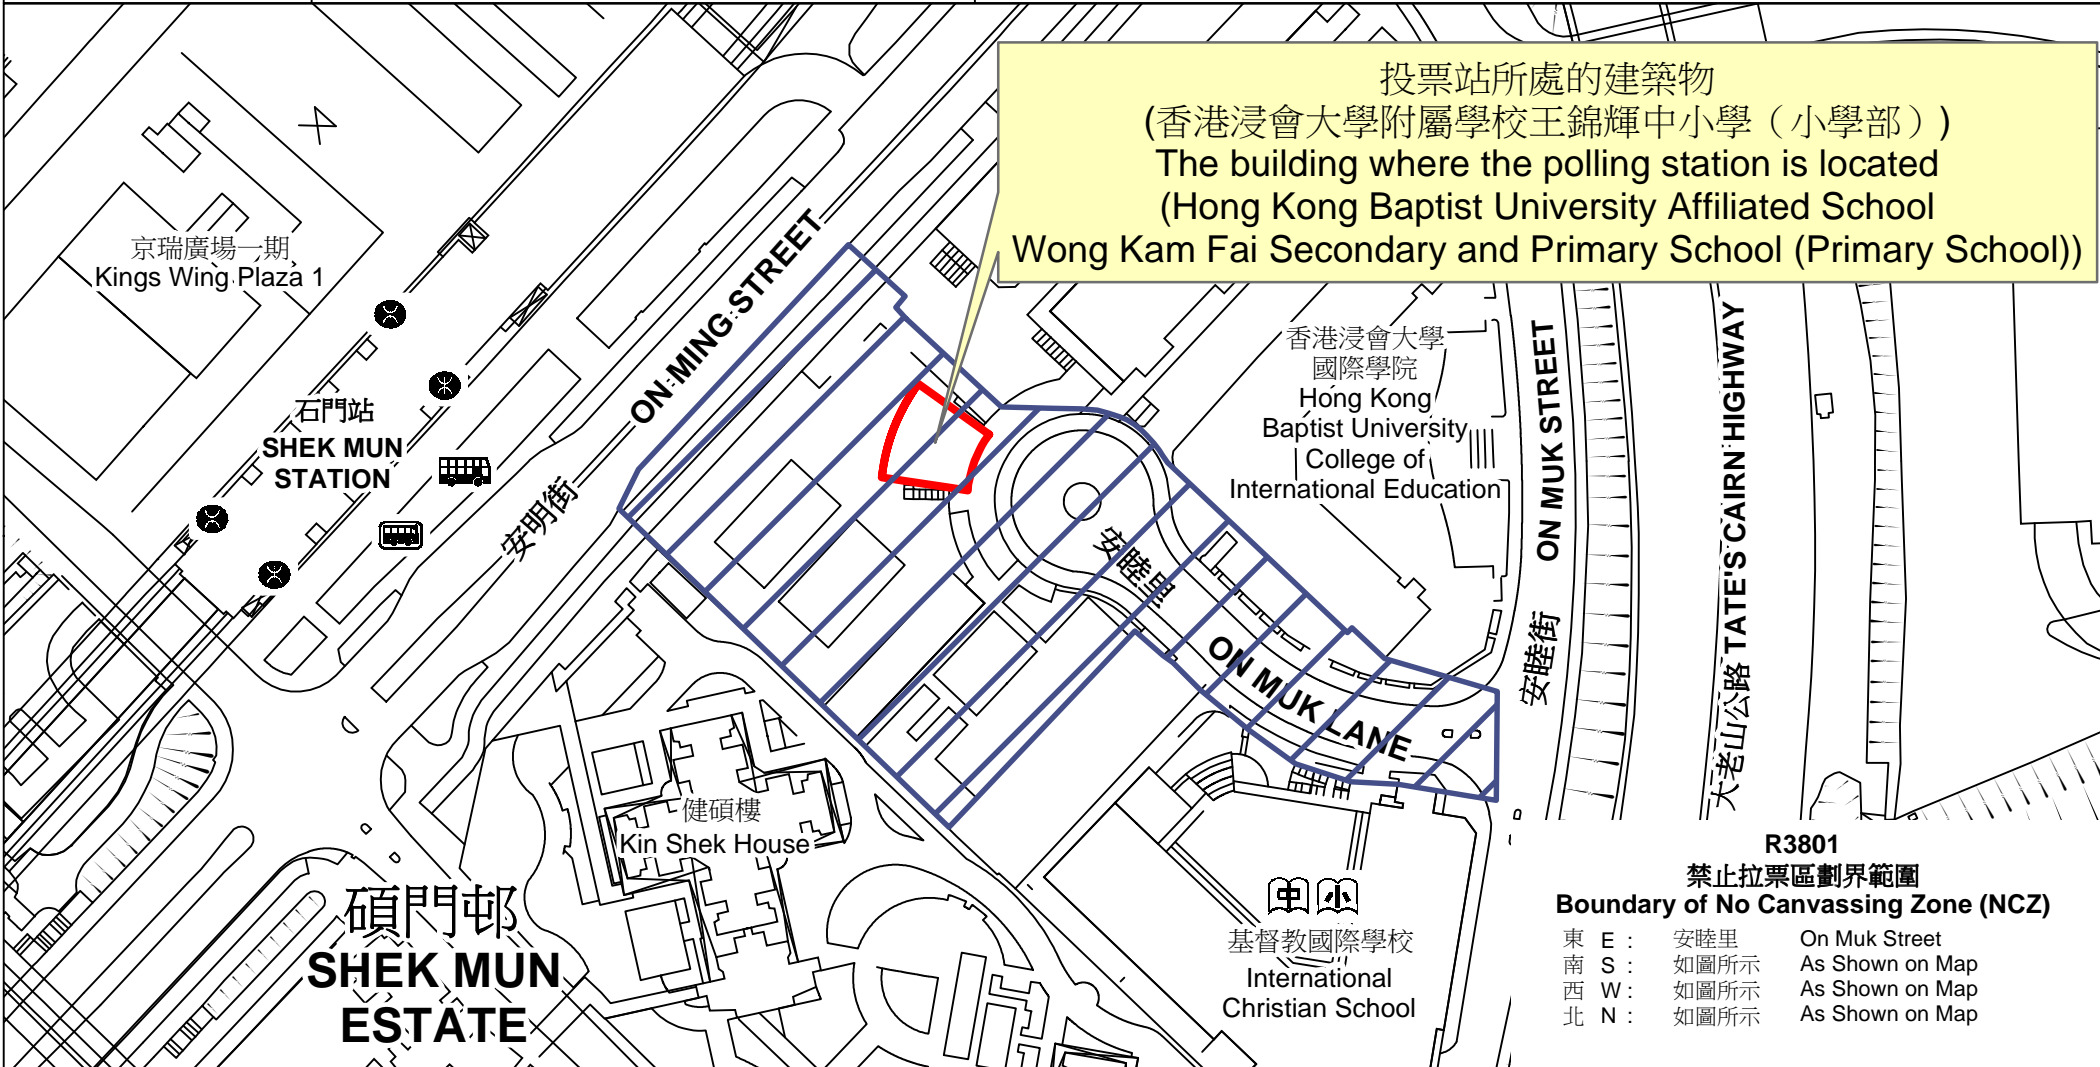 投票站所處的建築物
(香港浸會大學附屬學校王錦輝中小學（小學部）)
The building where the polling station is located
(Hong Kong Baptist University Affiliated School
Wong Kam Fai Secondary and Primary School (Primary School))
京瑞廣場一期
Kings Wing Plaza 1
ON MING STREET
安明街
石門站
SHEK MUN
STATION
香港浸會大學
國際學院
Hong Kong
Baptist University
College of
International Education
ON MUK STREET
ON MUK STREET
安睦街
大老山公路 TATE'S CAIRN HIGHWAY
安睦里
ON MUK LANE
健碩樓
Kin Shek House
碩門邨
SHEK MUN
ESTATE
中 小
基督教國際學校
International
Christian School
R3801
禁止拉票區劃界範圍
Boundary of No Canvassing Zone (NCZ)
東 E : 安睦里 On Muk Street
南 S : 如圖所示 As Shown on Map
西 W : 如圖所示 As Shown on Map
北 N : 如圖所示 As Shown on Map